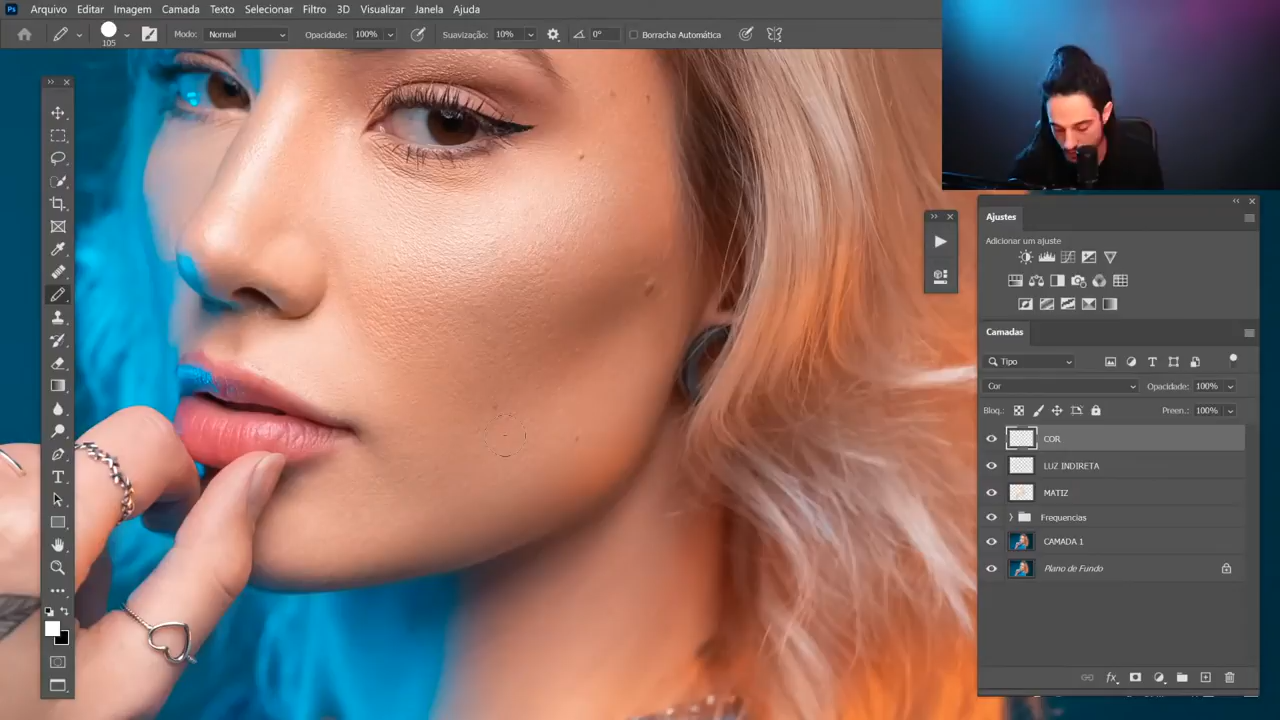 Ps Arquivo Editar Imagem Camada Texto Selecionar Filtro 3D Visualizar Janela Ajuda
105 Modo: Normal Opacidade: 100% Suavização: 10% 0° Borracha Automática
Ajustes
Adicionar um ajuste
Camadas
Tipo
Cor Opacidade: 100%
Bloq.: Preen.: 100%
COR
LUZ INDIRETA
MATIZ
Frequencias
CAMADA 1
Plano de Fundo
fx